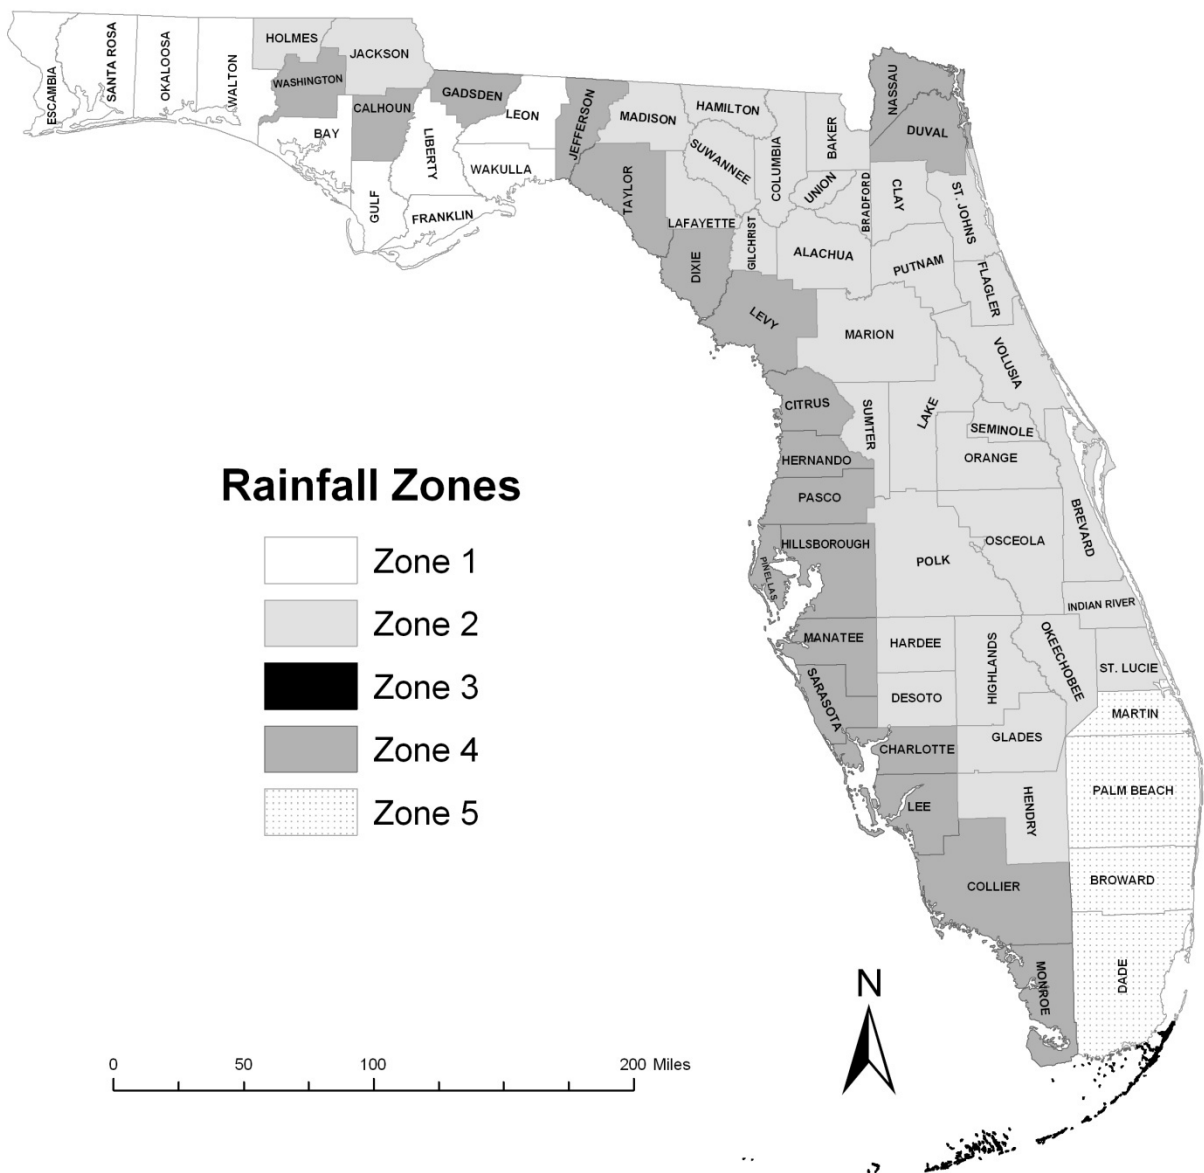 ESCAMBIA
SANTA ROSA
OKALOOSA
WALTON
HOLMES
JACKSON
WASHINGTON
BAY
CALHOUN
GULF
GADSDEN
LIBERTY
FRANKLIN
LEON
WAKULLA
JEFFERSON
MADISON
TAYLOR
HAMILTON
SUWANNEE
LAFAYETTE
DIXIE
COLUMBIA
GILCHRIST
BAKER
UNION
BRADFORD
ALACHUA
LEVY
NASSAU
DUVAL
CLAY
ST. JOHNS
PUTNAM
FLAGLER
MARION
VOLUSIA
CITRUS
SUMTER
LAKE
SEMINOLE
ORANGE
HERNANDO
PASCO
BREVARD
HILLSBOROUGH
PINELLAS
POLK
OSCEOLA
INDIAN RIVER
MANATEE
HARDEE
HIGHLANDS
OKEECHOBEE
ST. LUCIE
SARASOTA
DESOTO
MARTIN
CHARLOTTE
GLADES
LEE
HENDRY
PALM BEACH
COLLIER
BROWARD
MONROE
DADE
Rainfall Zones
Zone 1
Zone 2
Zone 3
Zone 4
Zone 5
N
0 50 100 200 Miles